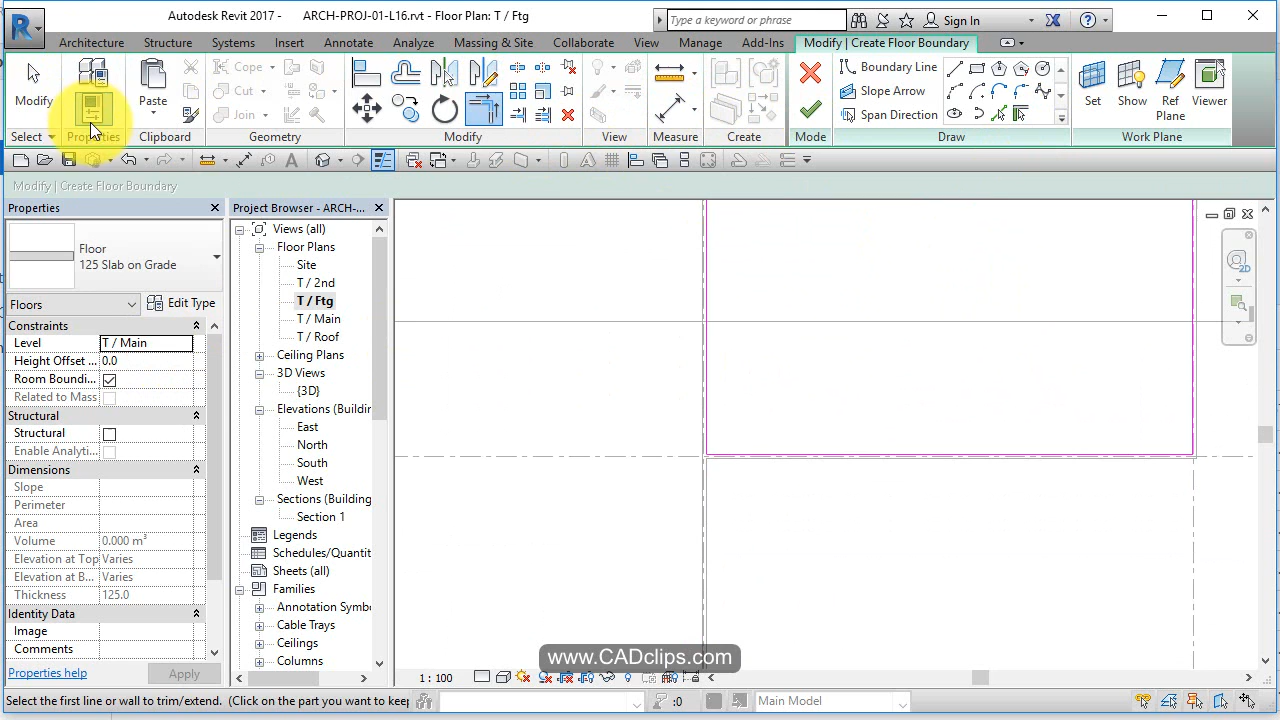 Autodesk Revit 2017 -
ARCH-PROJ-01-L16.rvt - Floor Plan: T / Ftg
Type a keyword or phrase
Sign In
Architecture
Structure
Systems
Insert
Annotate
Analyze
Massing & Site
Collaborate
View
Manage
Add-Ins
Modify | Create Floor Boundary
Modify
Paste
Cope
Cut
Join
Boundary Line
Slope Arrow
Span Direction
Set
Show
Ref
Plane
Viewer
Select
Properties
Clipboard
Geometry
Modify
View
Measure
Create
Mode
Draw
Work Plane
Modify | Create Floor Boundary
Properties
Floor
125 Slab on Grade
Floors
Edit Type
Constraints
Level
T / Main
Height Offset ...
0.0
Room Boundi...
Related to Mass
Structural
Structural
Enable Analyti...
Dimensions
Slope
Perimeter
Area
Volume
0.000 m³
Elevation at Top
Varies
Elevation at B...
Varies
Thickness
125.0
Identity Data
Image
Comments
Properties help
Apply
Project Browser - ARCH-...
Views (all)
Floor Plans
Site
T / 2nd
T / Ftg
T / Main
T / Roof
Ceiling Plans
3D Views
{3D}
Elevations (Buildin
East
North
South
West
Sections (Building
Section 1
Legends
Schedules/Quantit
Sheets (all)
Families
Annotation Symb
Cable Trays
Ceilings
Columns
2D
www.CADclips.com
1 : 100
Select the first line or wall to trim/extend. (Click on the part you want to keep
:0
Main Model